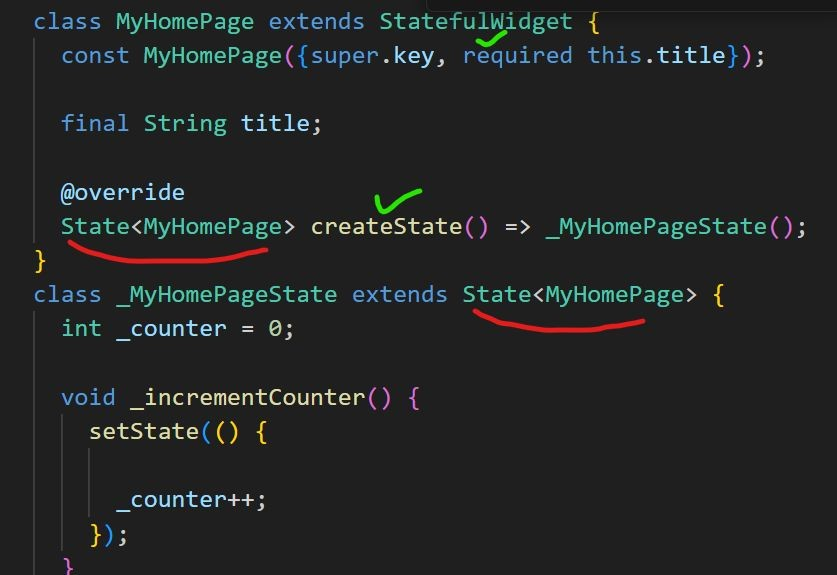 class MyHomePage extends StatefulWidget {
const MyHomePage({super.key, required this.title});
final String title;
@override
State<MyHomePage> createState() => _MyHomePageState();
}
class _MyHomePageState extends State<MyHomePage> {
int _counter = 0;
void _incrementCounter() {
setState(() {
_counter++;
});
}